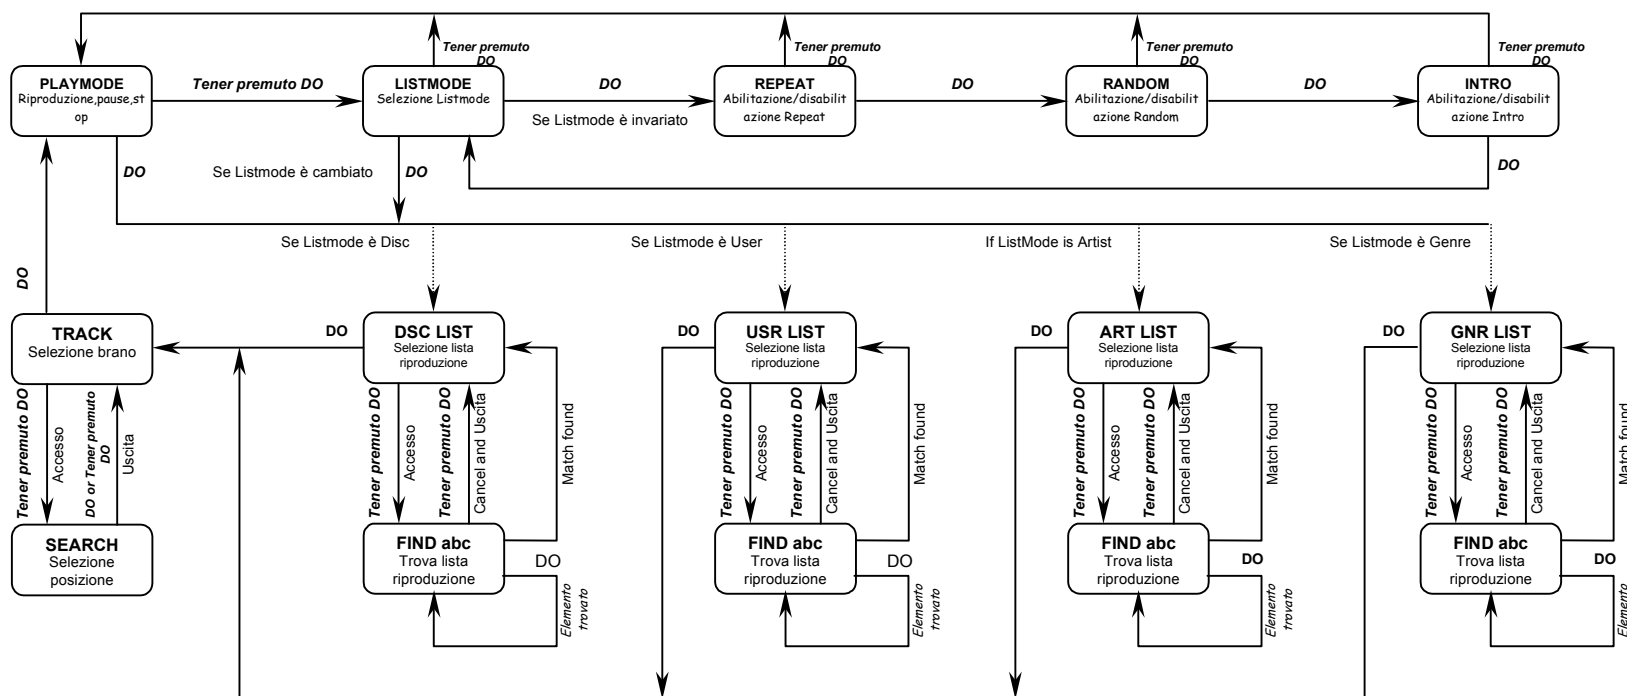 Tener premuto
DO
Tener premuto
DO
Tener premuto
DO
Tener premuto
DO
PLAYMODE
Riproduzione,pause,st
op
Tener premuto DO
LISTMODE
Selezione Listmode
DO
Se Listmode è invariato
REPEAT
Abilitazione/disabilit
azione Repeat
DO
RANDOM
Abilitazione/disabilit
azione Random
DO
INTRO
Abilitazione/disabilit
azione Intro
DO
Se Listmode è cambiato
DO
DO
Se Listmode è Disc
Se Listmode è User
If ListMode is Artist
Se Listmode è Genre
DO
TRACK
Selezione brano
DO
DSC LIST
Selezione lista
riproduzione
DO
USR LIST
Selezione lista
riproduzione
DO
ART LIST
Selezione lista
riproduzione
DO
GNR LIST
Selezione lista
riproduzione
Tener premuto DO
Accesso
DO or Tener premuto
DO
Uscita
Tener premuto DO
Accesso
Tener premuto DO
Cancel and Uscita
Match found
Tener premuto DO
Accesso
Tener premuto DO
Cancel and Uscita
Match found
Tener premuto DO
Accesso
Tener premuto DO
Cancel and Uscita
Match found
Tener premuto DO
Accesso
Tener premuto DO
Cancel and Uscita
Match found
SEARCH
Selezione
posizione
FIND abc
Trova lista
riproduzione
DO
Elemento
trovato
FIND abc
Trova lista
riproduzione
DO
Elemento
trovato
FIND abc
Trova lista
riproduzione
DO
Elemento
trovato
FIND abc
Trova lista
riproduzione
DO
Elemento
trovato